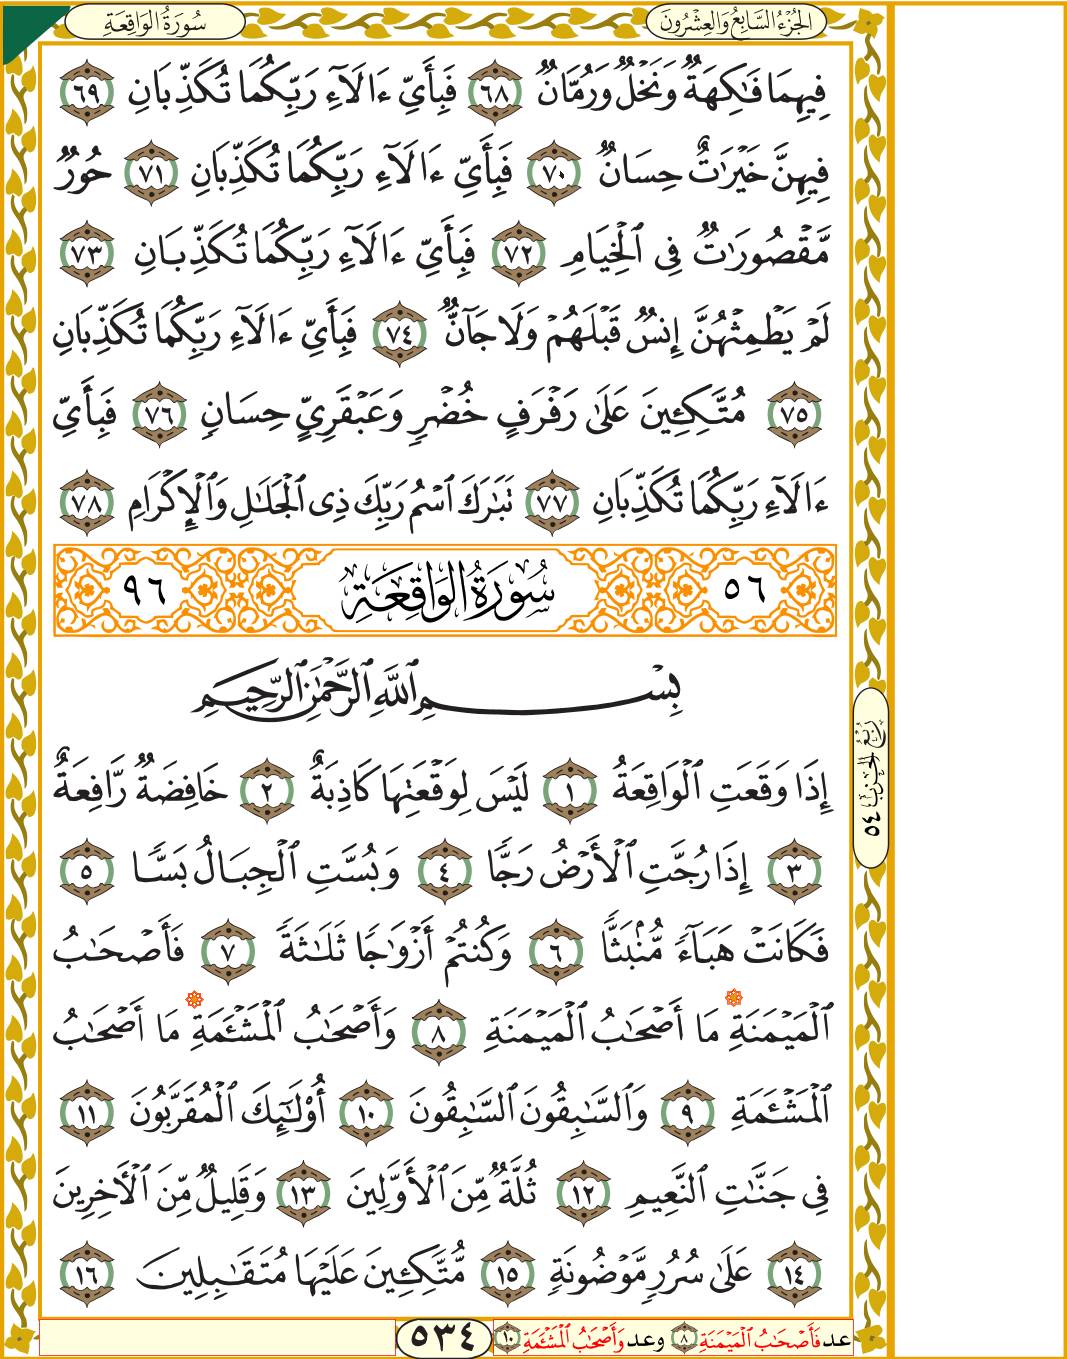 سُورَةُ الوَاقِعَةِ
الجُزْءُ السَّابِعُ وَالعِشْرُونَ
فِيهِمَا فَٰكِهَةٌ وَنَخْلٌ وَرُمَّانٌ ٦٨ فَبِأَيِّ ءَالَآءِ رَبِّكُمَا تُكَذِّبَانِ ٦٩
فِيهِنَّ خَيْرَٰتٌ حِسَانٌ ٧٠ فَبِأَيِّ ءَالَآءِ رَبِّكُمَا تُكَذِّبَانِ ٧١ حُورٌ
مَّقْصُورَٰتٌ فِي ٱلْخِيَامِ ٧٢ فَبِأَيِّ ءَالَآءِ رَبِّكُمَا تُكَذِّبَانِ ٧٣
لَمْ يَطْمِثْهُنَّ إِنسٌ قَبْلَهُمْ وَلَا جَآنٌّ ٧٤ فَبِأَيِّ ءَالَآءِ رَبِّكُمَا تُكَذِّبَانِ
٧٥ مُتَّكِـِٔينَ عَلَىٰ رَفْرَفٍ خُضْرٍ وَعَبْقَرِيٍّ حِسَانٍ ٧٦ فَبِأَيِّ
ءَالَآءِ رَبِّكُمَا تُكَذِّبَانِ ٧٧ تَبَٰرَكَ ٱسْمُ رَبِّكَ ذِي ٱلْجَلَٰلِ وَٱلْإِكْرَامِ ٧٨
٥٦ سُورَةُ الوَاقِعَةِ ٩٦
بِسْمِ ٱللَّهِ ٱلرَّحْمَٰنِ ٱلرَّحِيمِ
إِذَا وَقَعَتِ ٱلْوَاقِعَةُ ١ لَيْسَ لِوَقْعَتِهَا كَاذِبَةٌ ٢ خَافِضَةٌ رَّافِعَةٌ
٣ إِذَا رُجَّتِ ٱلْأَرْضُ رَجًّا ٤ وَبُسَّتِ ٱلْجِبَالُ بَسًّا ٥
فَكَانَتْ هَبَآءً مُّنۢبَثًّا ٦ وَكُنتُمْ أَزْوَٰجًا ثَلَٰثَةً ٧ فَأَصْحَٰبُ
ٱلْمَيْمَنَةِ مَا أَصْحَٰبُ ٱلْمَيْمَنَةِ ٨ وَأَصْحَٰبُ ٱلْمَشْـَٔمَةِ مَا أَصْحَٰبُ
ٱلْمَشْـَٔمَةِ ٩ وَٱلسَّٰبِقُونَ ٱلسَّٰبِقُونَ ١٠ أُوْلَٰٓئِكَ ٱلْمُقَرَّبُونَ ١١
فِي جَنَّٰتِ ٱلنَّعِيمِ ١٢ ثُلَّةٌ مِّنَ ٱلْأَوَّلِينَ ١٣ وَقَلِيلٌ مِّنَ ٱلْأٓخِرِينَ
١٤ عَلَىٰ سُرُرٍ مَّوْضُونَةٍ ١٥ مُّتَّكِـِٔينَ عَلَيْهَا مُتَقَٰبِلِينَ ١٦
رُبْعُ الحِزْبِ ٥٤
عد فَأَصْحَٰبُ ٱلْمَيْمَنَةِ ٨ وعد وَأَصْحَٰبُ ٱلْمَشْـَٔمَةِ ١٠
٥٣٤